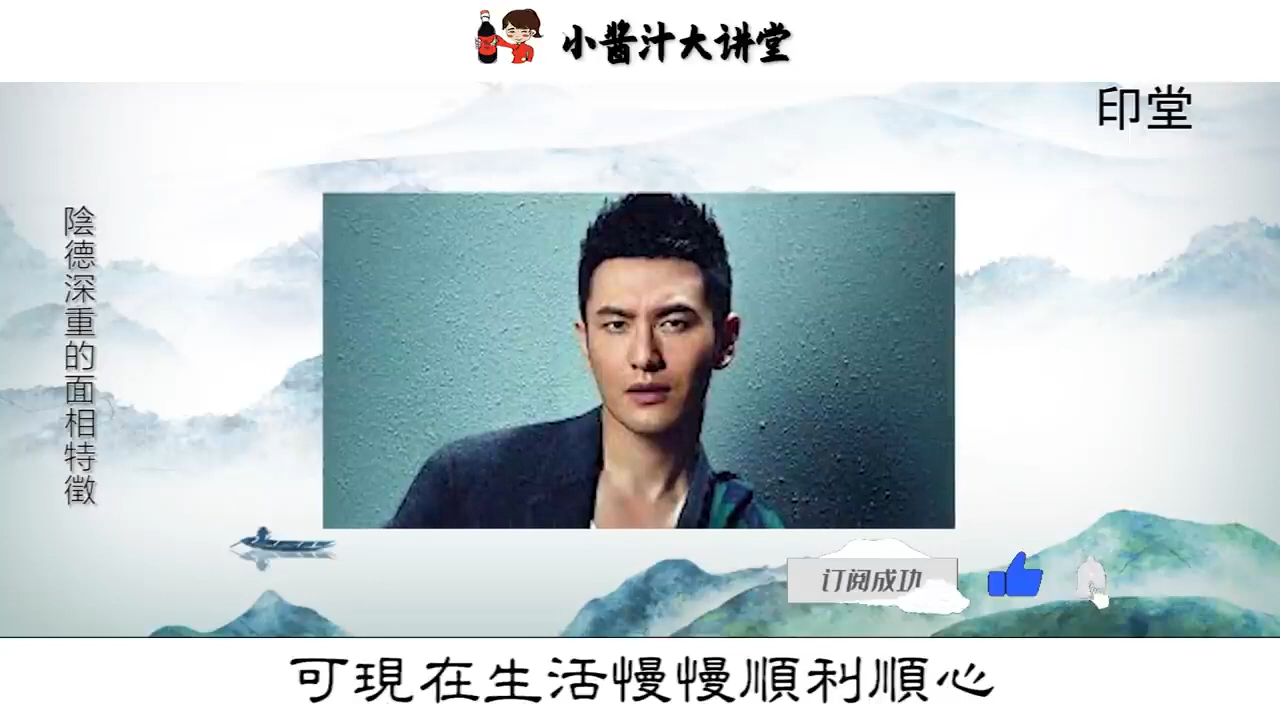 小酱汁大讲堂
印堂
陰德深重的面相特徵
订阅成功
可現在生活慢慢順利順心